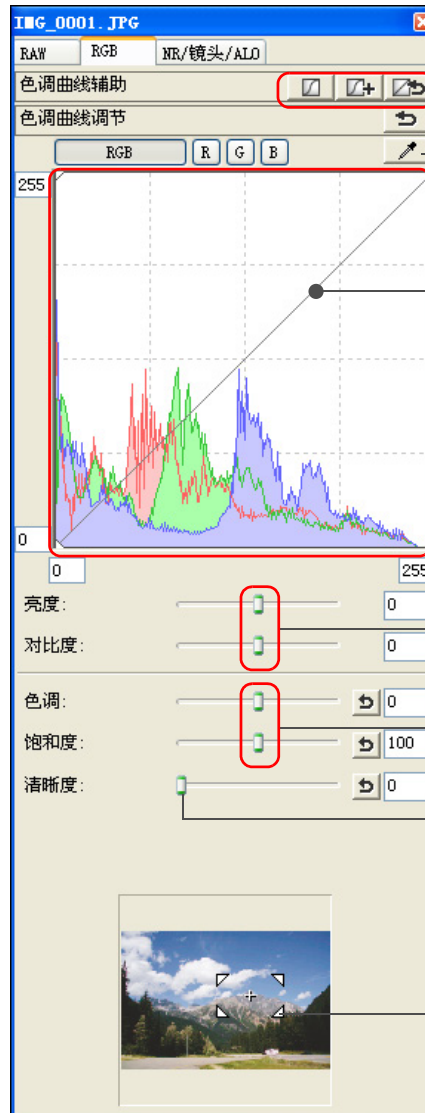 IMG_0001.JPG
RAW RGB NR/镜头/ALO
色调曲线辅助
色调曲线调节
RGB R G B
255
0
0 255
亮度: 0
对比度: 0
色调: 0
饱和度: 100
清晰度: 0